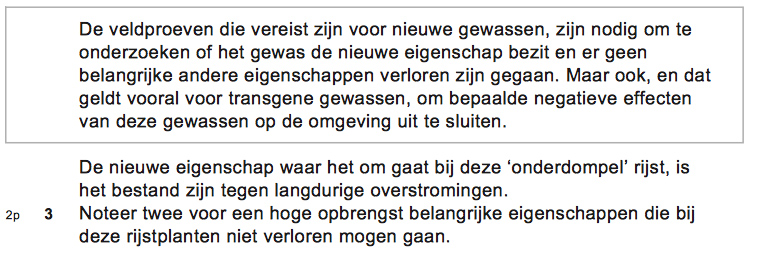 De veldproeven die vereist zijn voor nieuwe gewassen, zijn nodig om te
onderzoeken of het gewas de nieuwe eigenschap bezit en er geen
belangrijke andere eigenschappen verloren zijn gegaan. Maar ook, en dat
geldt vooral voor transgene gewassen, om bepaalde negatieve effecten
van deze gewassen op de omgeving uit te sluiten.
De nieuwe eigenschap waar het om gaat bij deze ‘onderdompel’ rijst, is
het bestand zijn tegen langdurige overstromingen.
2p 3 Noteer twee voor een hoge opbrengst belangrijke eigenschappen die bij
deze rijstplanten niet verloren mogen gaan.